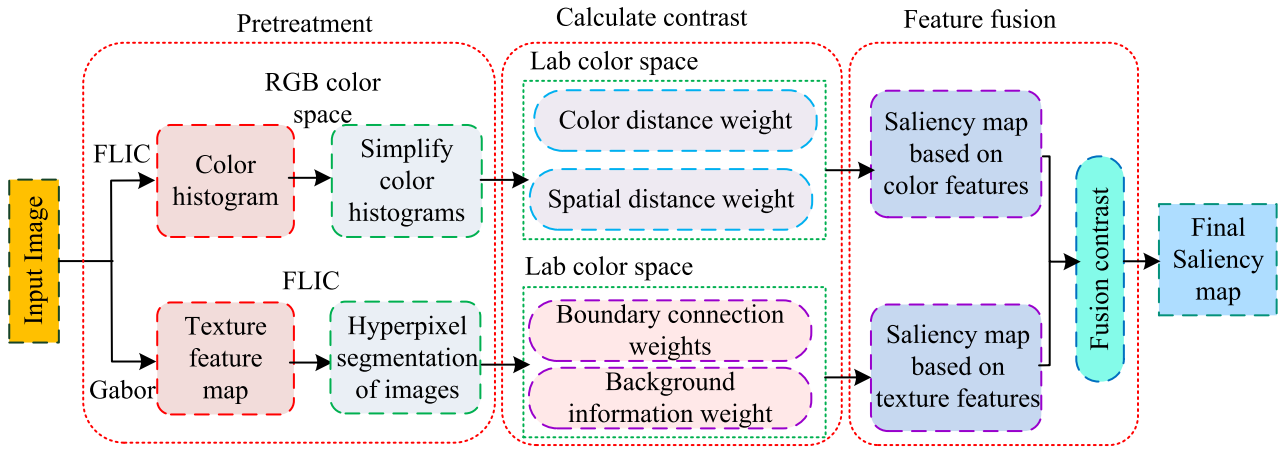 Pretreatment
Calculate contrast
Feature fusion
Input Image
FLIC
Color
histogram
RGB color
space
Simplify
color
histograms
Gabor
Texture
feature
map
FLIC
Hyperpixel
segmentation
of images
Lab color space
Color distance weight
Spatial distance weight
Lab color space
Boundary connection
weights
Background
information weight
Saliency map
based on
color features
Saliency map
based on
texture features
Fusion contrast
Final
Saliency
map